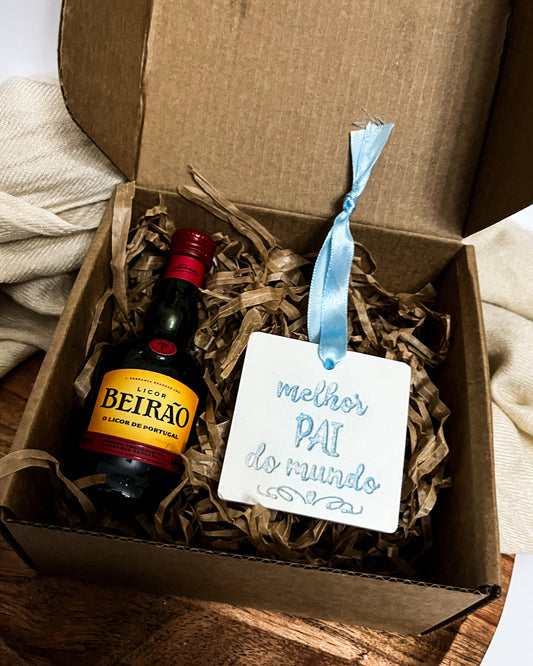 LICOR
BEIRÃO
O LICOR DE PORTUGAL
melhor
PAI
do mundo